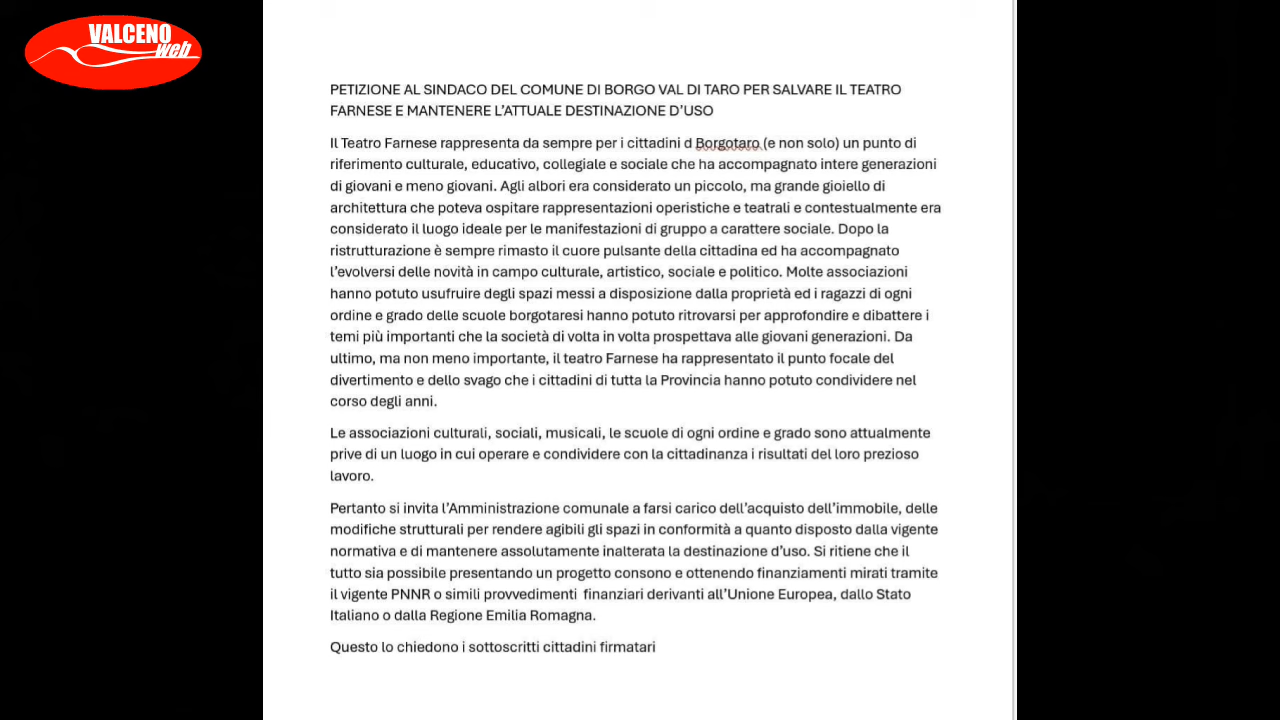 VALCENO
web
PETIZIONE AL SINDACO DEL COMUNE DI BORGO VAL DI TARO PER SALVARE IL TEATRO
FARNESE E MANTENERE L’ATTUALE DESTINAZIONE D’USO
Il Teatro Farnese rappresenta da sempre per i cittadini d Borgotaro (e non solo) un punto di
riferimento culturale, educativo, collegiale e sociale che ha accompagnato intere generazioni
di giovani e meno giovani. Agli albori era considerato un piccolo, ma grande gioiello di
architettura che poteva ospitare rappresentazioni operistiche e teatrali e contestualmente era
considerato il luogo ideale per le manifestazioni di gruppo a carattere sociale. Dopo la
ristrutturazione è sempre rimasto il cuore pulsante della cittadina ed ha accompagnato
l’evolversi delle novità in campo culturale, artistico, sociale e politico. Molte associazioni
hanno potuto usufruire degli spazi messi a disposizione dalla proprietà ed i ragazzi di ogni
ordine e grado delle scuole borgotaresi hanno potuto ritrovarsi per approfondire e dibattere i
temi più importanti che la società di volta in volta prospettava alle giovani generazioni. Da
ultimo, ma non meno importante, il teatro Farnese ha rappresentato il punto focale del
divertimento e dello svago che i cittadini di tutta la Provincia hanno potuto condividere nel
corso degli anni.
Le associazioni culturali, sociali, musicali, le scuole di ogni ordine e grado sono attualmente
prive di un luogo in cui operare e condividere con la cittadinanza i risultati del loro prezioso
lavoro.
Pertanto si invita l’Amministrazione comunale a farsi carico dell’acquisto dell’immobile, delle
modifiche strutturali per rendere agibili gli spazi in conformità a quanto disposto dalla vigente
normativa e di mantenere assolutamente inalterata la destinazione d’uso. Si ritiene che il
tutto sia possibile presentando un progetto consono e ottenendo finanziamenti mirati tramite
il vigente PNNR o simili provvedimenti  finanziari derivanti all’Unione Europea, dallo Stato
Italiano o dalla Regione Emilia Romagna.
Questo lo chiedono i sottoscritti cittadini firmatari